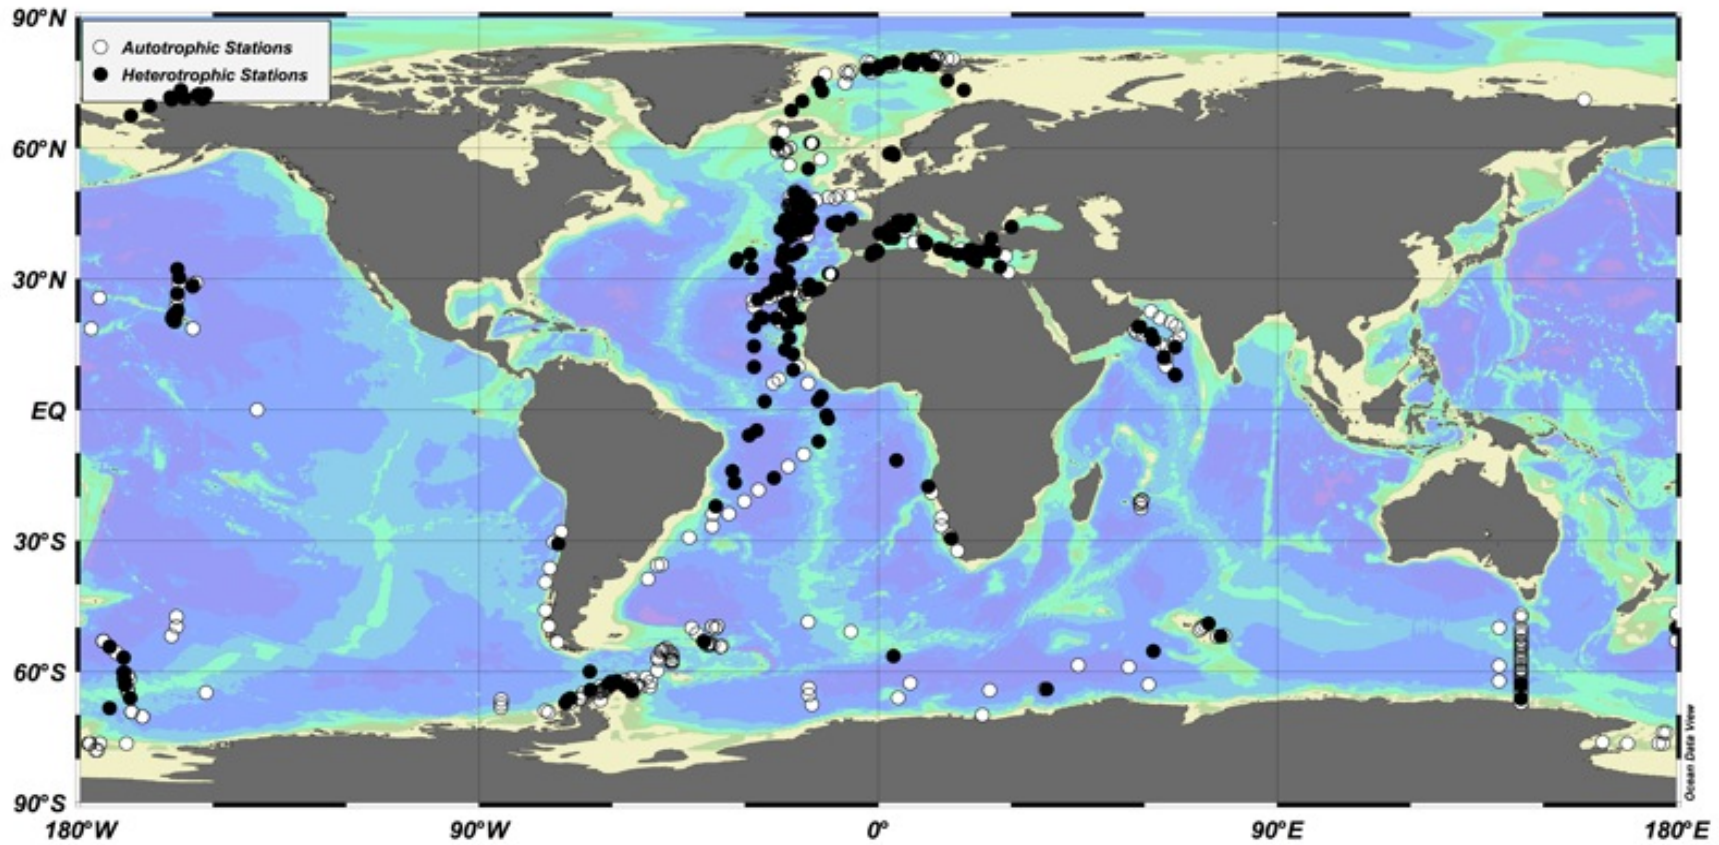 90°N
Autotrophic Stations
Heterotrophic Stations
60°N
30°N
EQ
30°S
60°S
90°S
180°W
90°W
0°
90°E
180°E
Ocean Data View